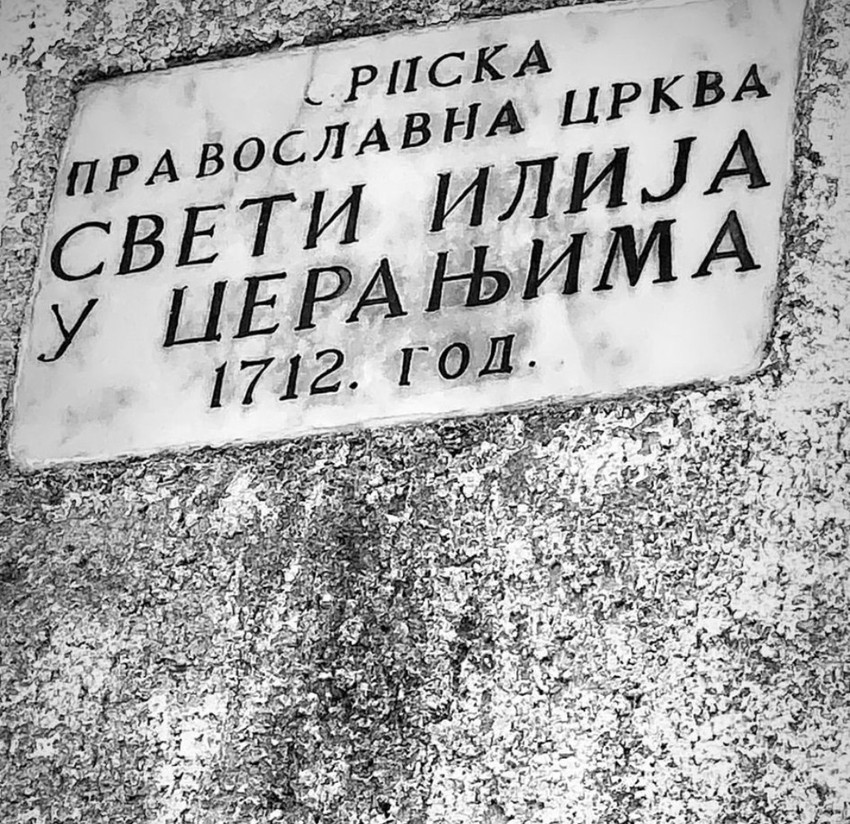 СРПСКА
ПРАВОСЛАВНА ЦРКВА
СВЕТИ ИЛИЈА
У ЦЕРАЊИМА
1712. ГОД.